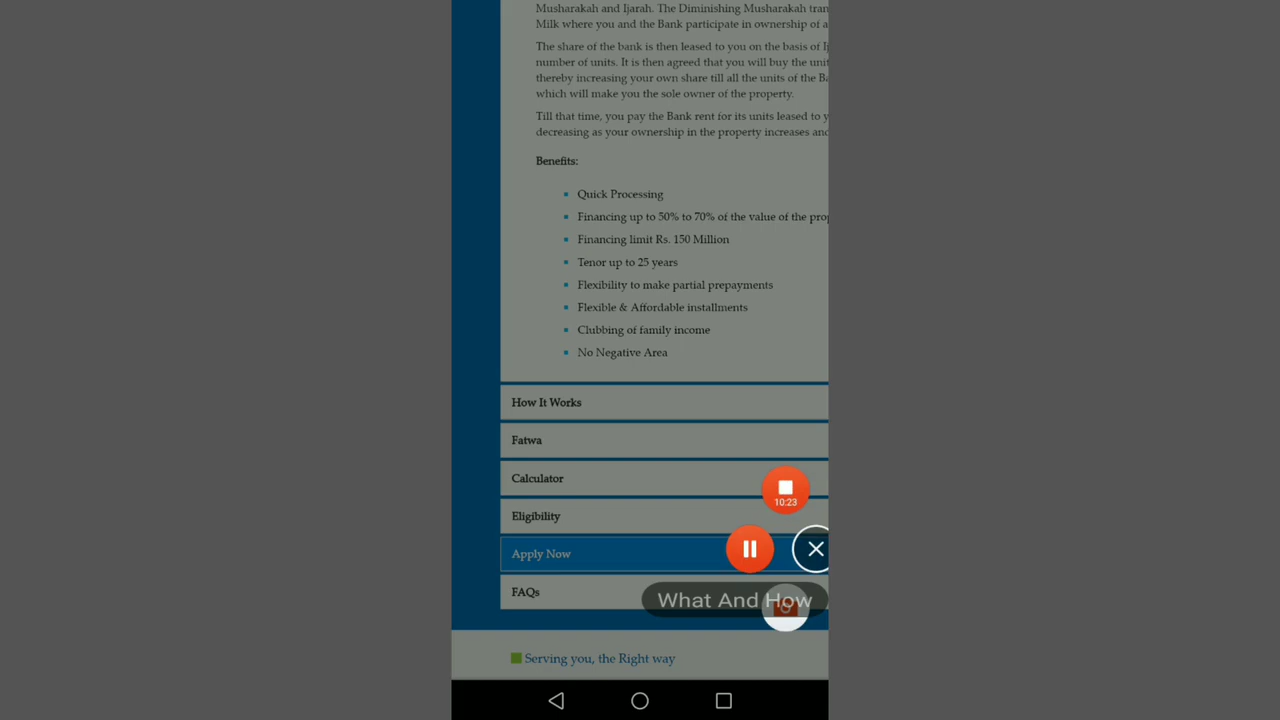 Musharakah and Ijarah. The Diminishing Musharakah tran
Milk where you and the Bank participate in ownership of a
The share of the bank is then leased to you on the basis of
number of units. It is then agreed that you will buy the unit
thereby increasing your own share till all the units of the Ba
which will make you the sole owner of the property.
Till that time, you pay the Bank rent for its units leased to
decreasing as your ownership in the property increases and
Benefits:
Quick Processing
Financing up to 50% to 70% of the value of the prop
Financing limit Rs. 150 Million
Tenor up to 25 years
Flexibility to make partial prepayments
Flexible & Affordable installments
Clubbing of family income
No Negative Area
How It Works
Fatwa
Calculator
10:23
Eligibility
Apply Now
FAQs
What And How
Serving you, the Right way